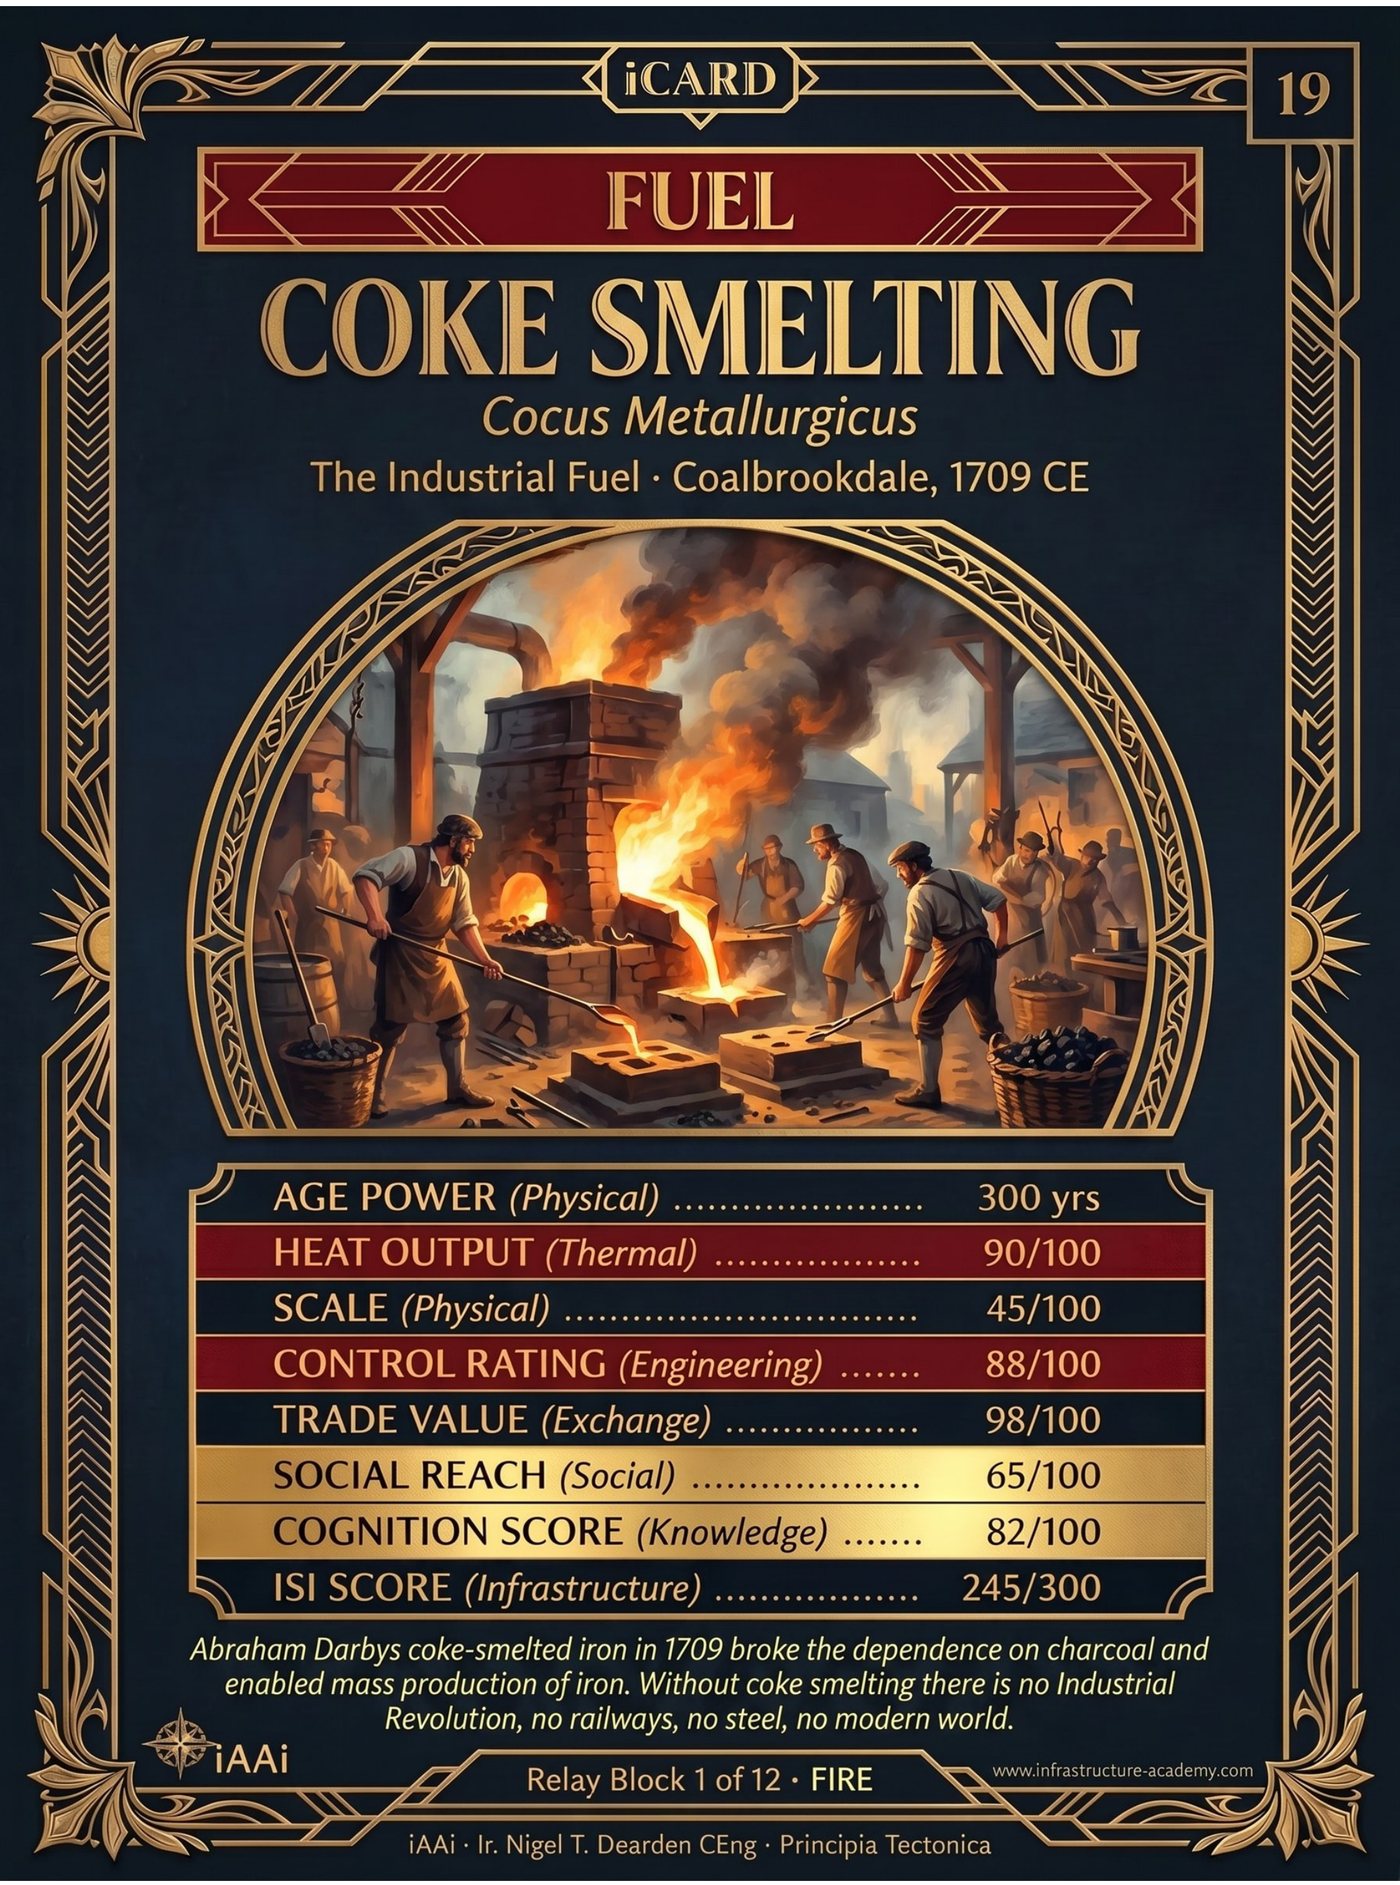 iCARD
19
FUEL
COKE SMELTING
Cocus Metallurgicus
The Industrial Fuel · Coalbrookdale, 1709 CE
AGE POWER (Physical) ........................ 300 yrs
HEAT OUTPUT (Thermal) ................... 90/100
SCALE (Physical) ................................. 45/100
CONTROL RATING (Engineering) ....... 88/100
TRADE VALUE (Exchange) .................. 98/100
SOCIAL REACH (Social) ..................... 65/100
COGNITION SCORE (Knowledge) ....... 82/100
ISI SCORE (Infrastructure) ................... 245/300
Abraham Darbys coke-smelted iron in 1709 broke the dependence on charcoal and
enabled mass production of iron. Without coke smelting there is no Industrial
Revolution, no railways, no steel, no modern world.
iAAi
Relay Block 1 of 12 · FIRE
www.infrastructure-academy.com
iAAi · Ir. Nigel T. Dearden CEng · Principia Tectonica